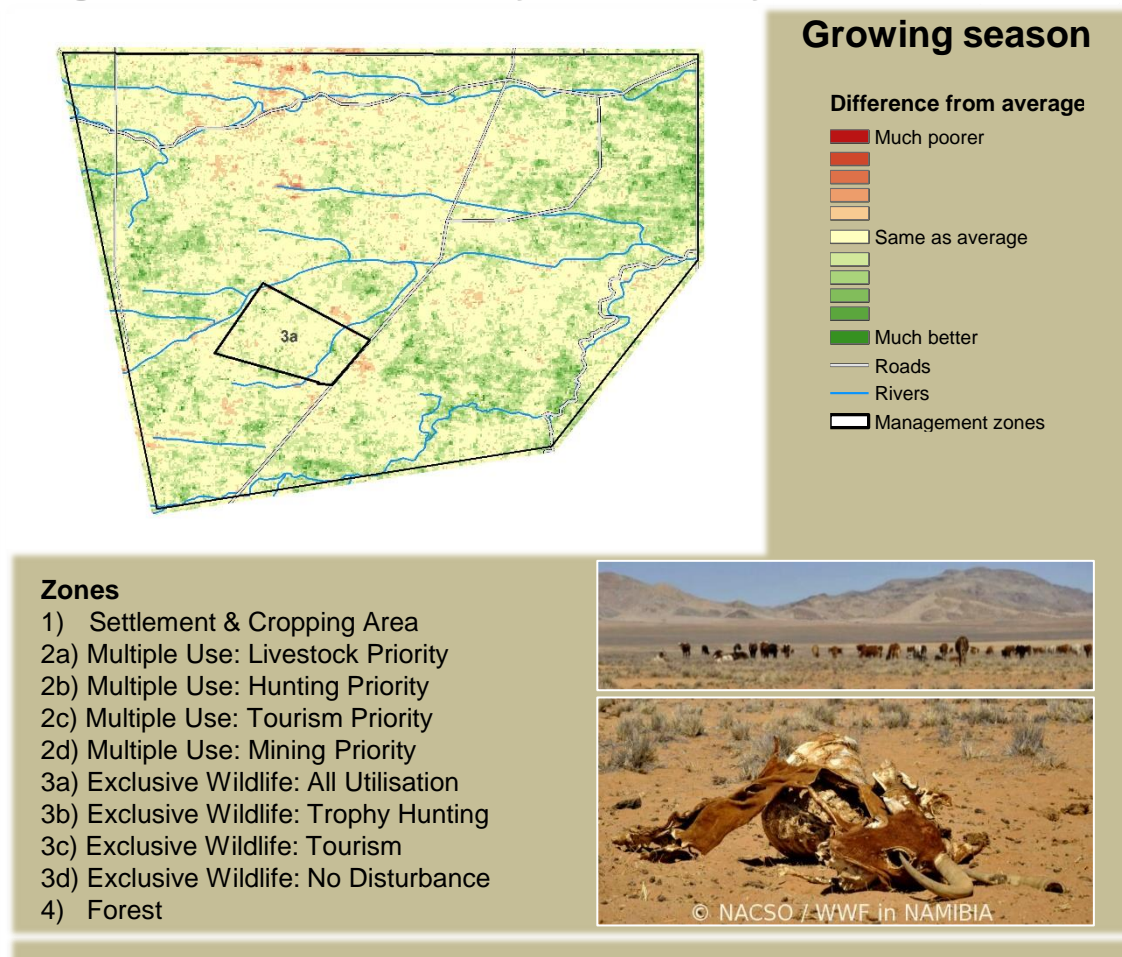 Growing season
Difference from average
Much poorer
Same as average
Much better
Roads
Rivers
Management zones
3a
Zones
1) Settlement & Cropping Area
2a) Multiple Use: Livestock Priority
2b) Multiple Use: Hunting Priority
2c) Multiple Use: Tourism Priority
2d) Multiple Use: Mining Priority
3a) Exclusive Wildlife: All Utilisation
3b) Exclusive Wildlife: Trophy Hunting
3c) Exclusive Wildlife: Tourism
3d) Exclusive Wildlife: No Disturbance
4) Forest
© NACSO / WWF in NAMIBIA